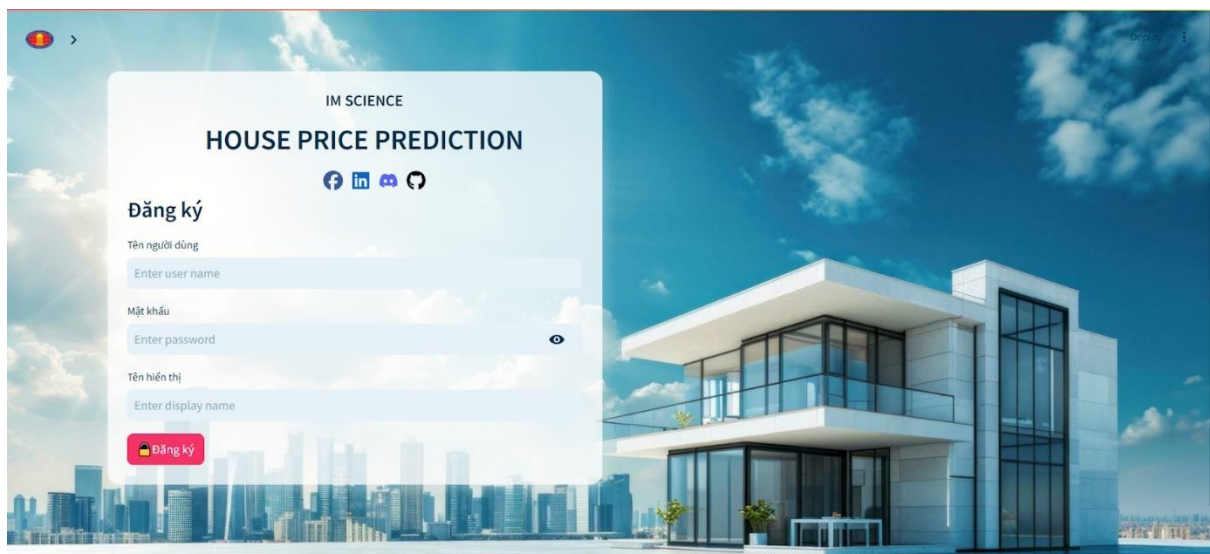 Deploy
IM SCIENCE
HOUSE PRICE PREDICTION
Đăng ký
Tên người dùng
Enter user name
Mật khẩu
Enter password
Tên hiển thị
Enter display name
Đăng ký